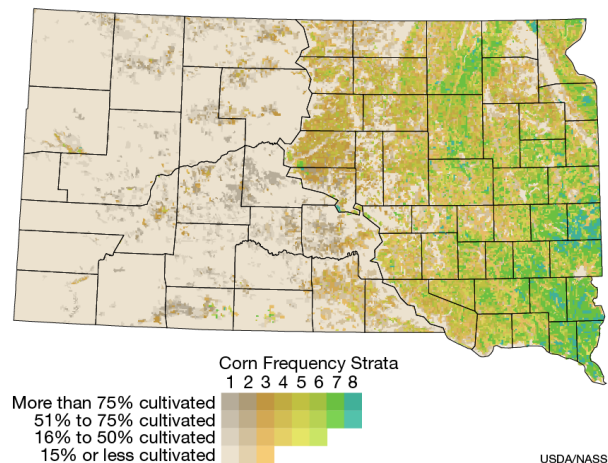 Corn Frequency Strata
1 2 3 4 5 6 7 8
More than 75% cultivated
51% to 75% cultivated
16% to 50% cultivated
15% or less cultivated
USDA/NASS